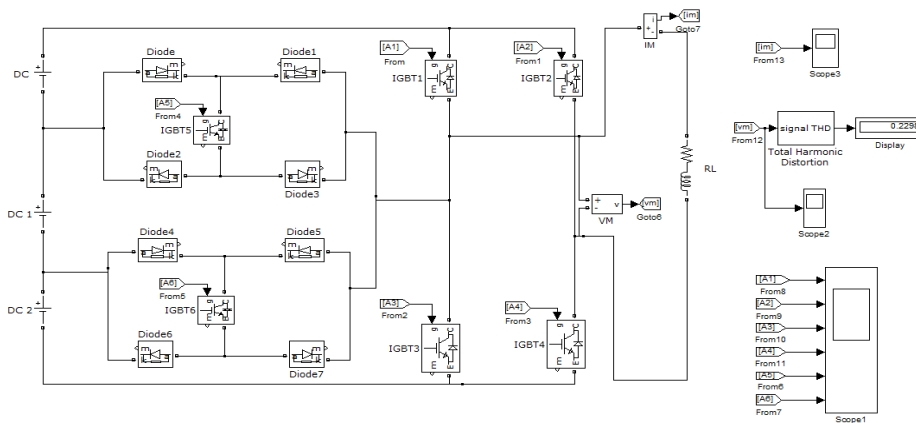 DC
DC 1
DC 2
Diode
Diode1
[A5]
From4
IGBT5
Diode2
Diode3
Diode4
Diode5
[A6]
From5
IGBT6
Diode6
Diode7
[A1]
From
IGBT1
[A2]
From1
IGBT2
[A3]
From2
IGBT3
[A4]
From3
IGBT4
i
IM
[im]
Goto7
VM
v
[vm]
Goto6
RL
[im]
From13
Scope3
[vm]
From12
signal THD
Total Harmonic
Distortion
Display
Scope2
[A1]
From8
[A2]
From9
[A3]
From10
[A4]
From11
[A5]
From6
[A6]
From7
Scope1